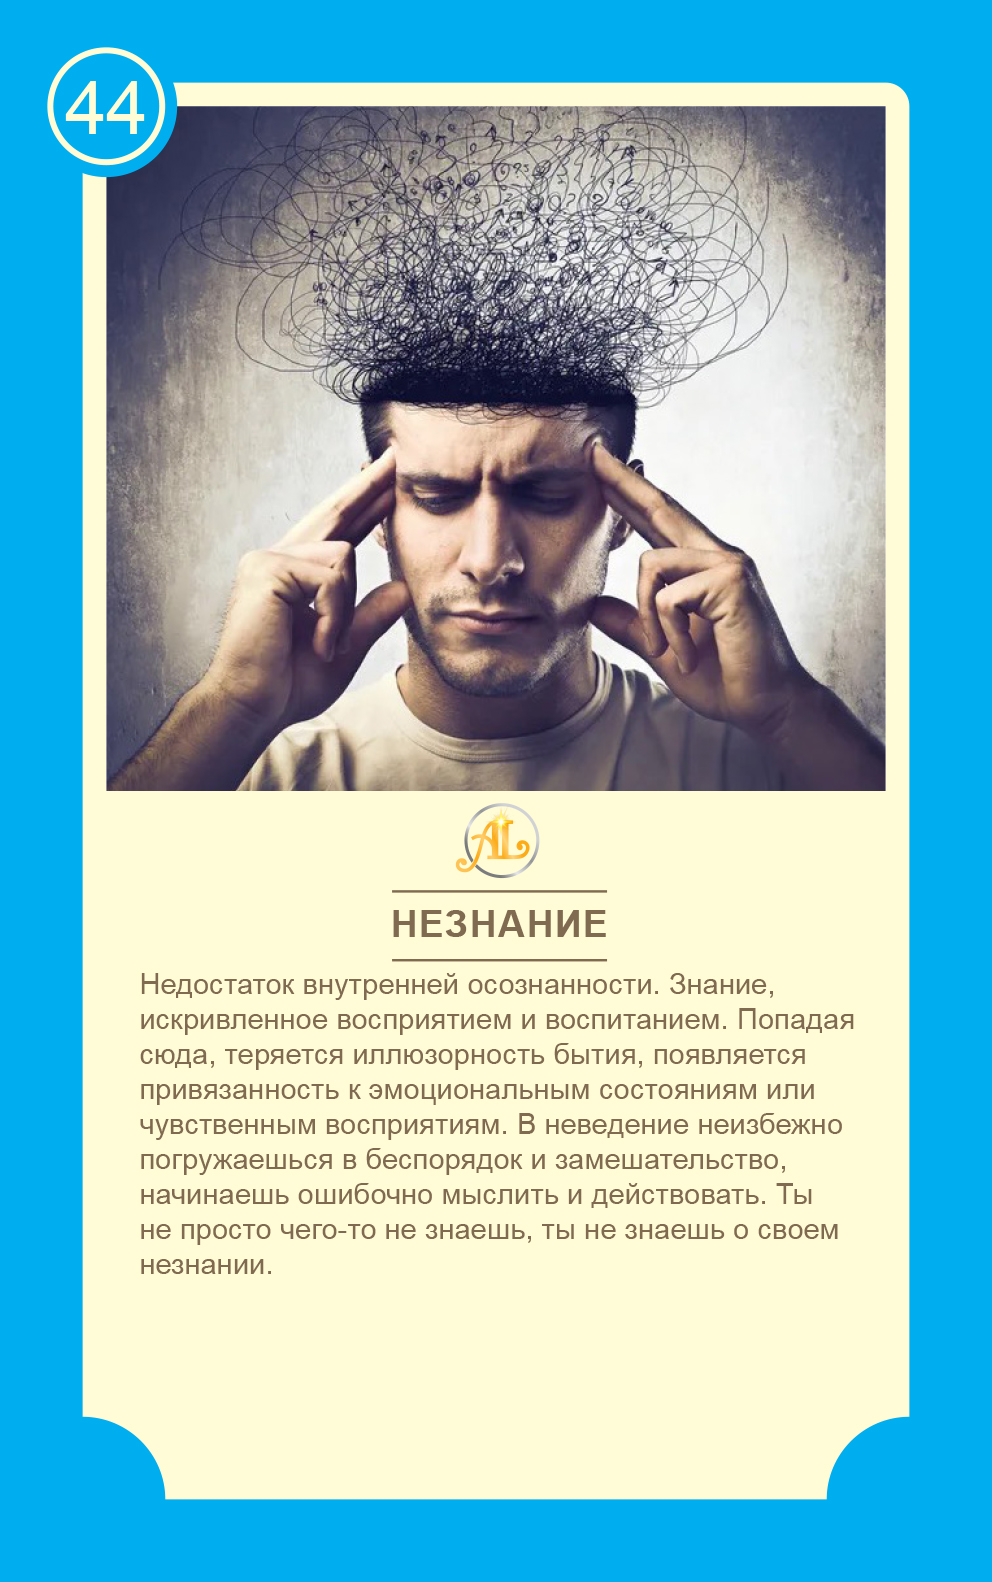 44
AL
НЕЗНАНИЕ
Недостаток внутренней осознанности. Знание,
искривленное восприятием и воспитанием. Попадая
сюда, теряется иллюзорность бытия, появляется
привязанность к эмоциональным состояниям или
чувственным восприятиям. В неведение неизбежно
погружаешься в беспорядок и замешательство,
начинаешь ошибочно мыслить и действовать. Ты
не просто чего-то не знаешь, ты не знаешь о своем
незнании.